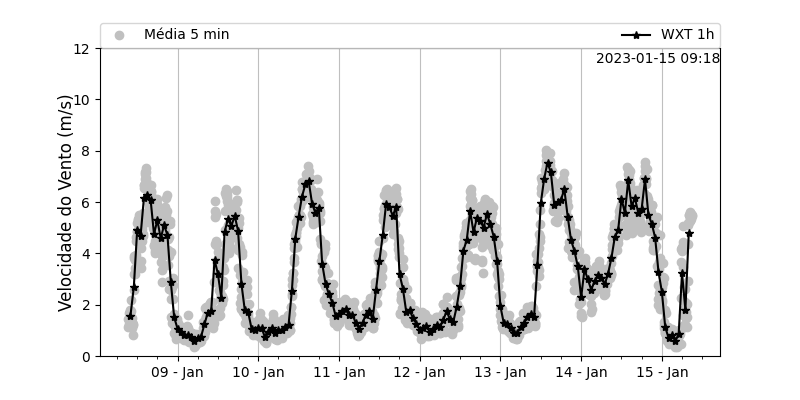 Média 5 min
WXT 1h
2023-01-15 09:18
Velocidade do Vento (m/s)
12
10
8
6
4
2
0
09 - Jan
10 - Jan
11 - Jan
12 - Jan
13 - Jan
14 - Jan
15 - Jan